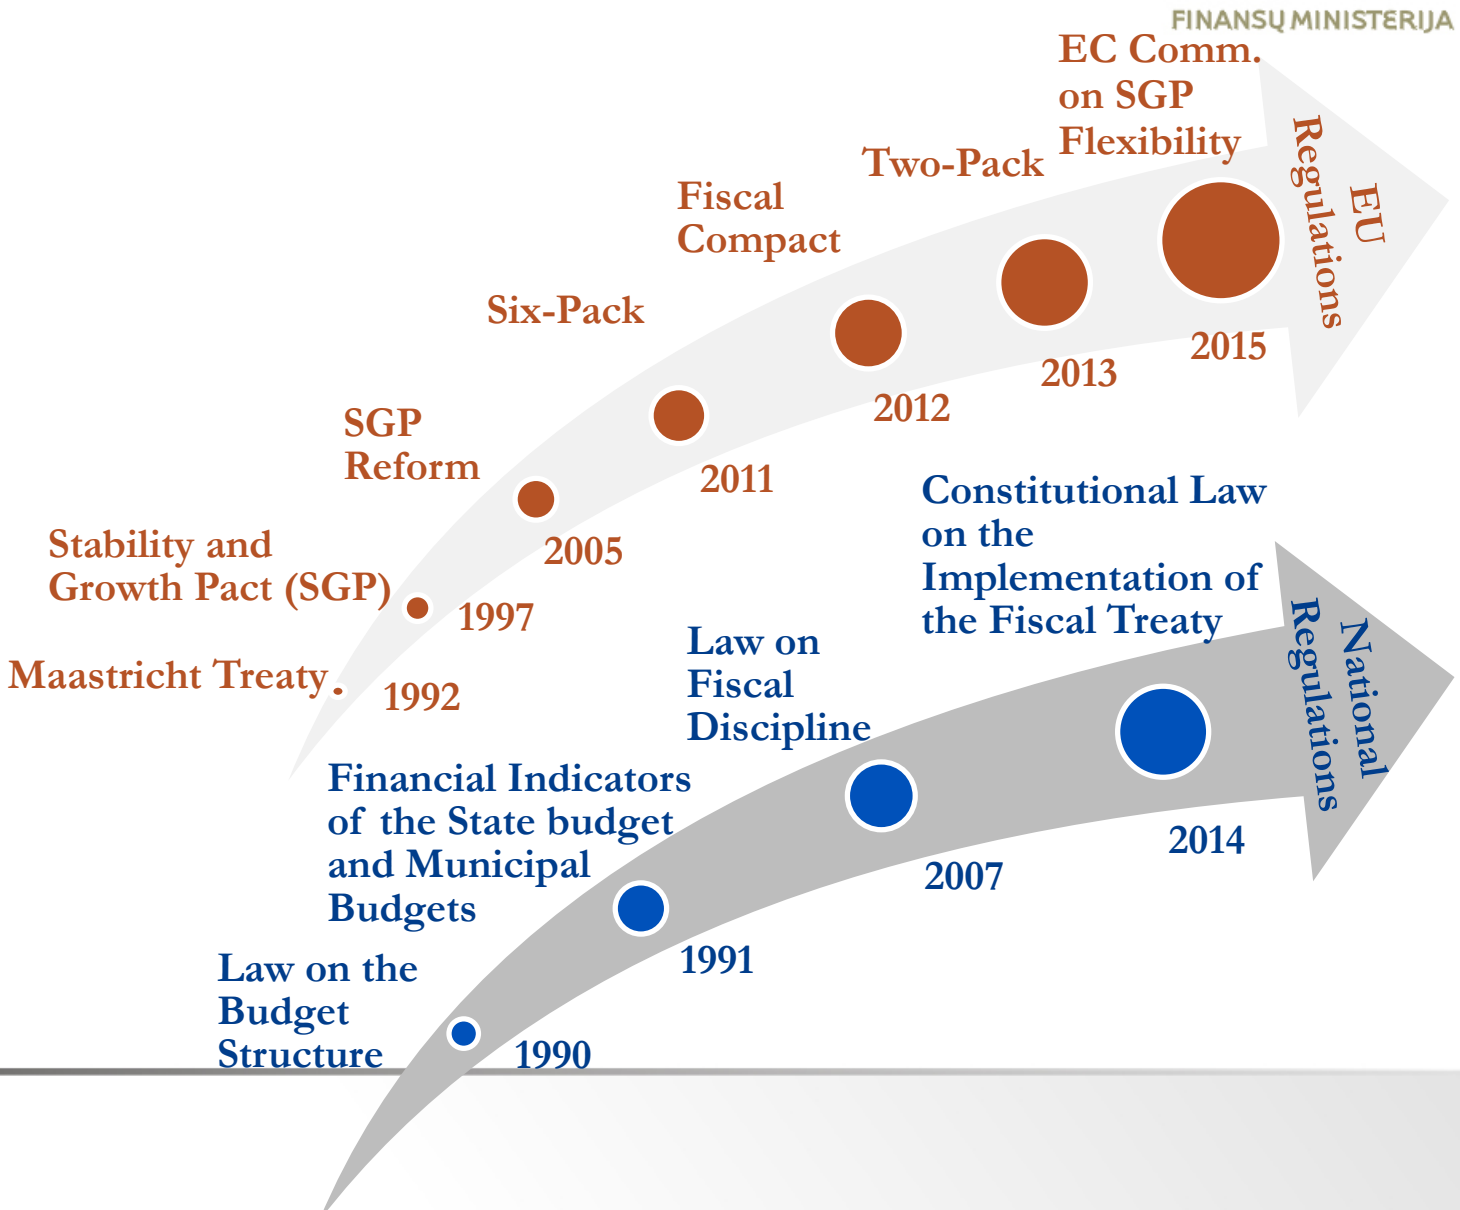 FINANSŲ MINISTERIJA
EC Comm.
on SGP
Flexibility
Two-Pack
Fiscal
Compact
Six-Pack
SGP
Reform
Stability and
Growth Pact (SGP)
Maastricht Treaty
1992
1997
2005
2011
2012
2013
2015
EU
Regulations
Constitutional Law
on the
Implementation of
the Fiscal Treaty
Law on
Fiscal
Discipline
Financial Indicators
of the State budget
and Municipal
Budgets
Law on the
Budget
Structure
1990
1991
2007
2014
National
Regulations